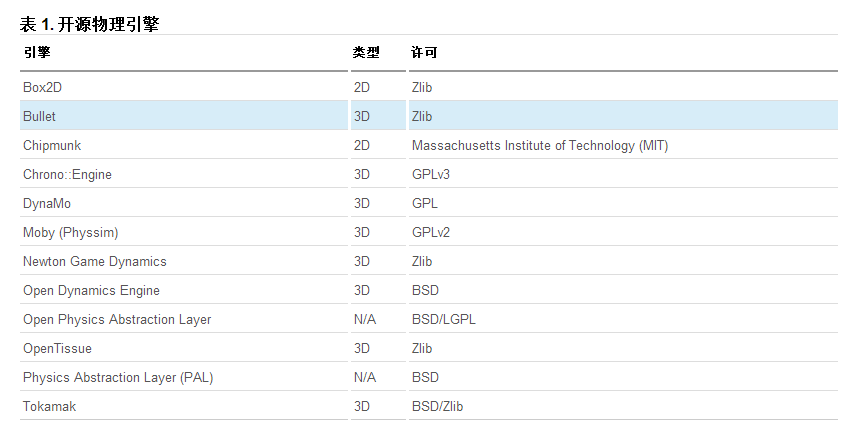 表 1. 开源物理引擎
引擎 类型 许可
Box2D 2D Zlib
Bullet 3D Zlib
Chipmunk 2D Massachusetts Institute of Technology (MIT)
Chrono::Engine 3D GPLv3
DynaMo 3D GPL
Moby (Physsim) 3D GPLv2
Newton Game Dynamics 3D Zlib
Open Dynamics Engine 3D BSD
Open Physics Abstraction Layer N/A BSD/LGPL
OpenTissue 3D Zlib
Physics Abstraction Layer (PAL) N/A BSD
Tokamak 3D BSD/Zlib